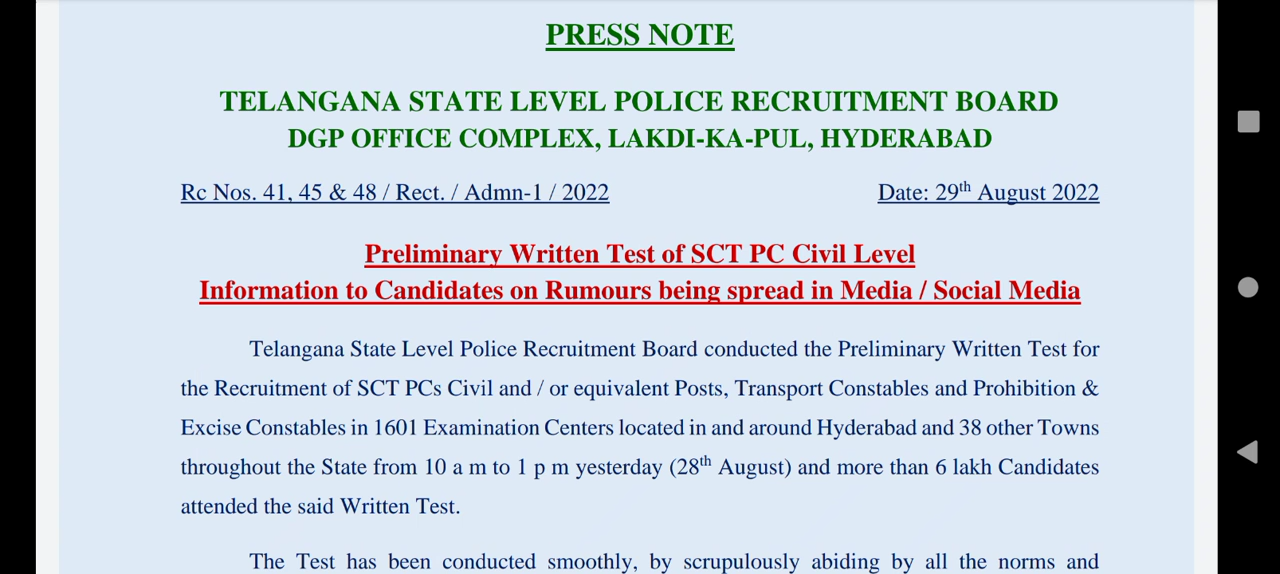 PRESS NOTE
TELANGANA STATE LEVEL POLICE RECRUITMENT BOARD
DGP OFFICE COMPLEX, LAKDI-KA-PUL, HYDERABAD
Rc Nos. 41, 45 & 48 / Rect. / Admn-1 / 2022 Date: 29th August 2022
Preliminary Written Test of SCT PC Civil Level
Information to Candidates on Rumours being spread in Media / Social Media
Telangana State Level Police Recruitment Board conducted the Preliminary Written Test for
the Recruitment of SCT PCs Civil and / or equivalent Posts, Transport Constables and Prohibition &
Excise Constables in 1601 Examination Centers located in and around Hyderabad and 38 other Towns
throughout the State from 10 a m to 1 p m yesterday (28th August) and more than 6 lakh Candidates
attended the said Written Test.
The Test has been conducted smoothly, by scrupulously abiding by all the norms and